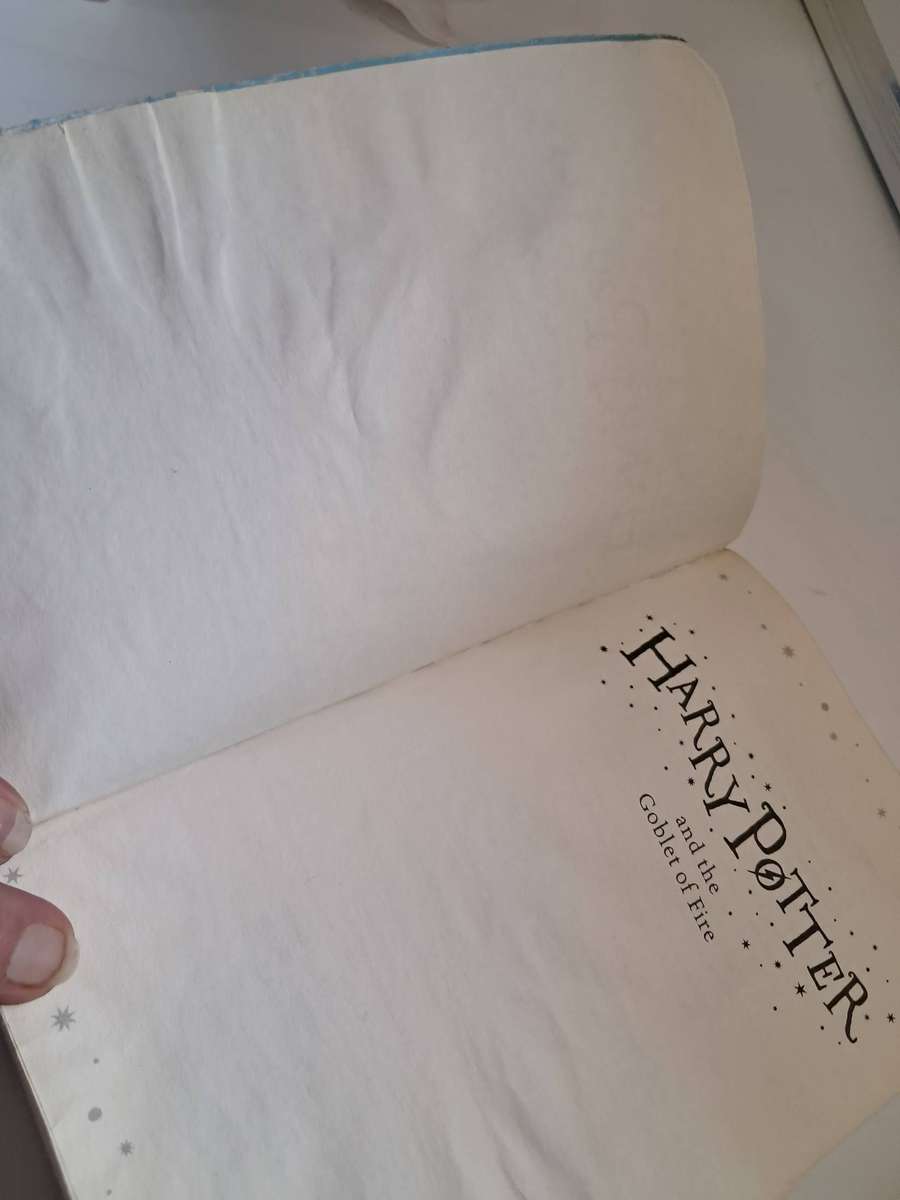 HARRY POTTER
and the
Goblet of Fire